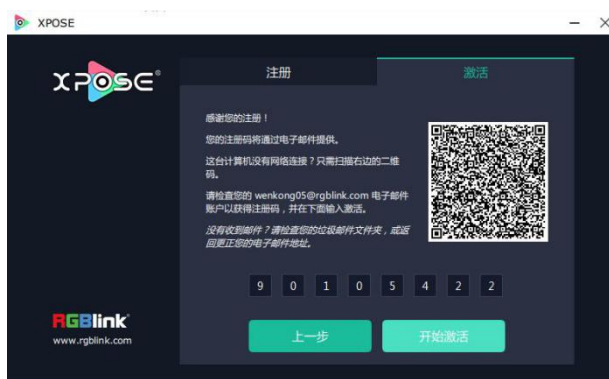 XPOSE
XPOSE®
注册
激活
感谢您的注册！
您的注册码将通过电子邮件提供。
这台计算机没有网络连接？只需扫描右边的二维
码。
请检查您的 wenkong05@rgblink.com 电子邮件
账户以获得注册码，并在下面输入激活。
没有收到邮件？请检查您的垃圾邮件文件夹，或返
回更正您的电子邮件地址。
9 0 1 0 5 4 2 2
RGBlink®
www.rgblink.com
上一步
开始激活